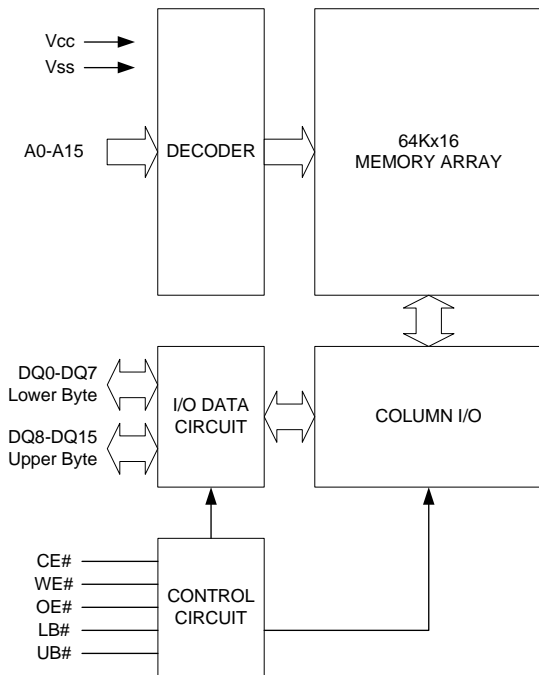 Vcc
Vss
A0-A15
DECODER
64Kx16
MEMORY ARRAY
DQ0-DQ7
Lower Byte
DQ8-DQ15
Upper Byte
I/O DATA
CIRCUIT
COLUMN I/O
CE#
WE#
OE#
LB#
UB#
CONTROL
CIRCUIT